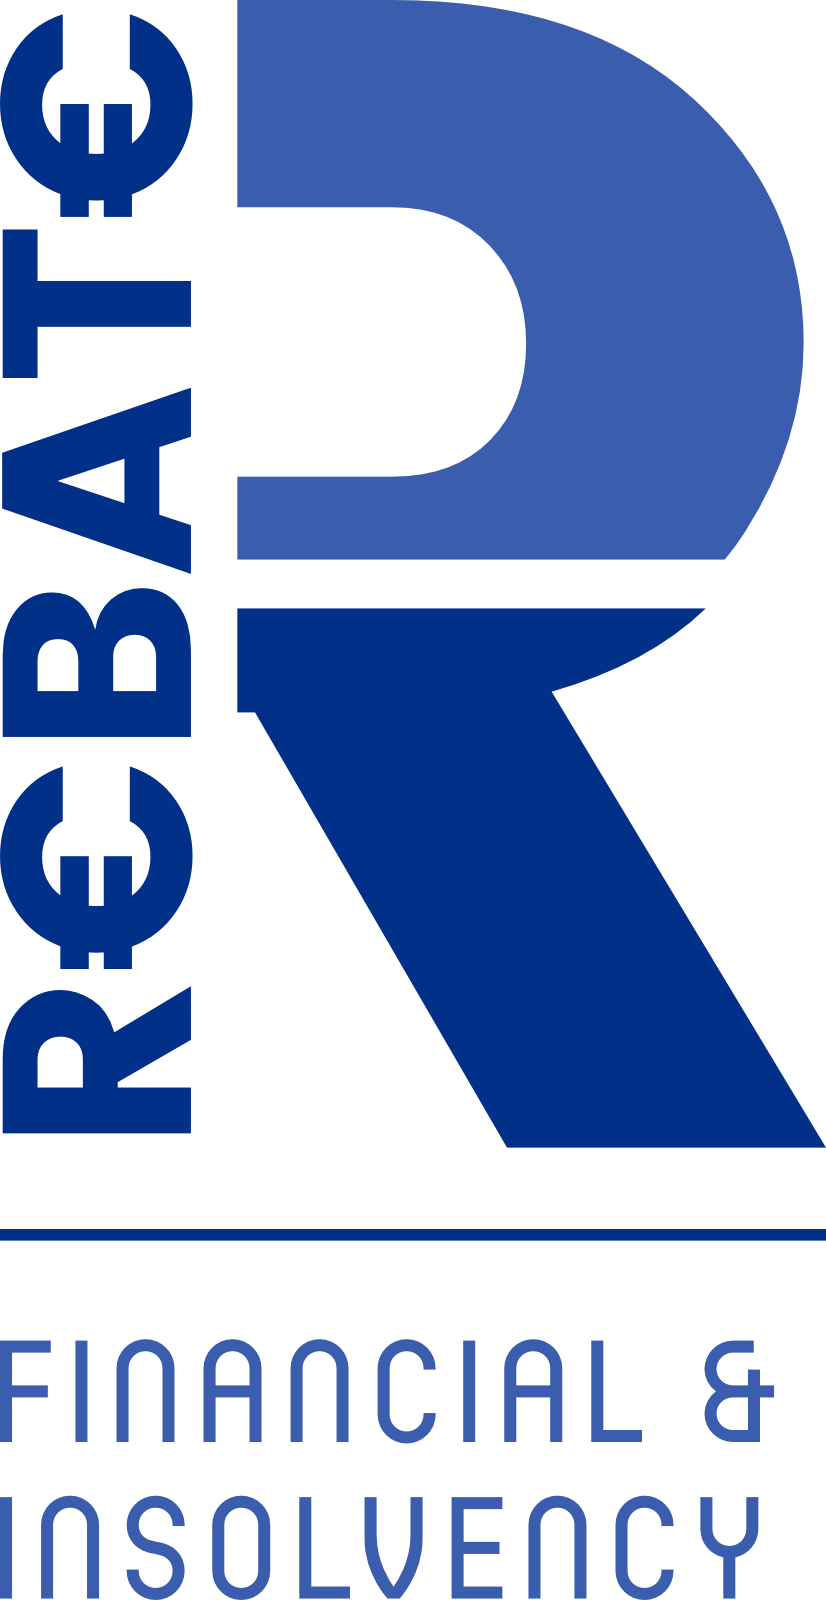 R€BAT€
R
FINANCIAL &
INSOLVENCY